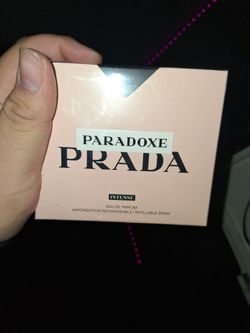 PARADOXE
PRADA
INTENSE
EAU DE PARFUM
VAPORISATEUR RECHARGEABLE / REFILLABLE SPRAY